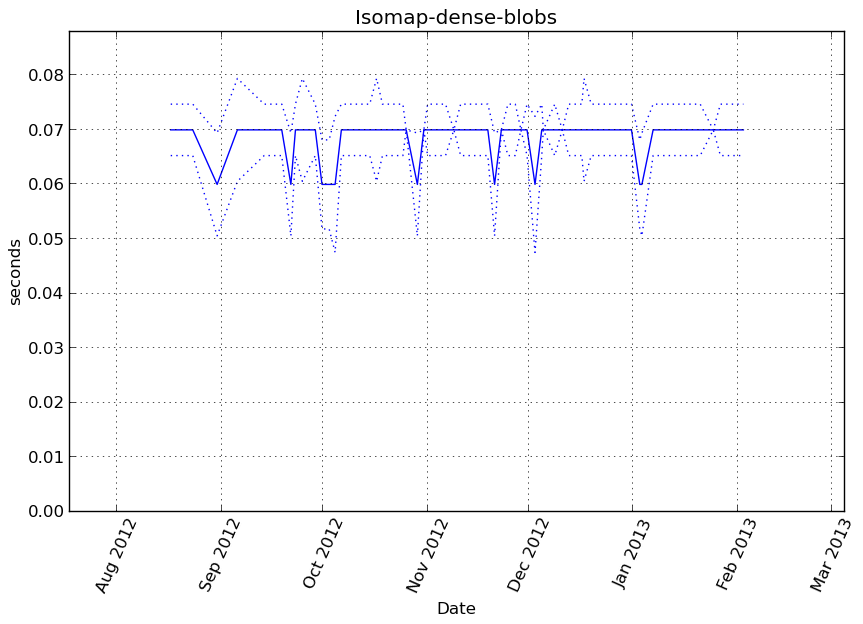 Isomap-dense-blobs
0.08
0.07
0.06
0.05
0.04
0.03
0.02
0.01
0.00
seconds
Aug 2012
Sep 2012
Oct 2012
Nov 2012
Dec 2012
Jan 2013
Feb 2013
Mar 2013
Date